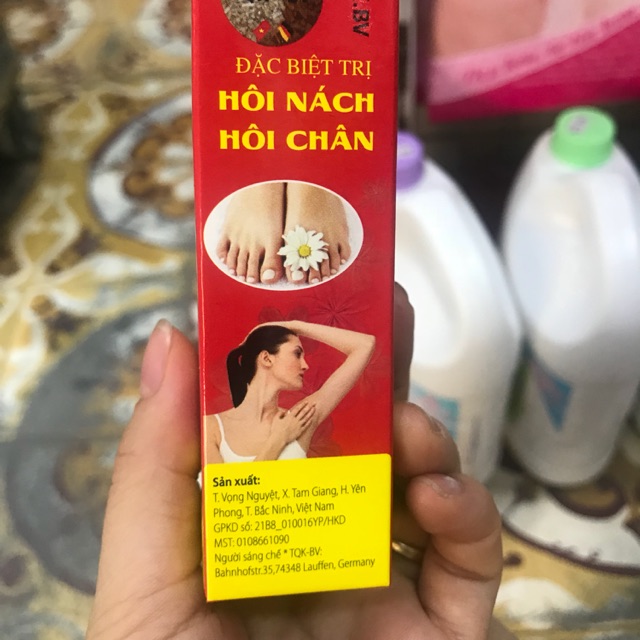 .BV
ĐẶC BIỆT TRỊ
HÔI NÁCH
HÔI CHÂN
Sản xuất:
T. Vọng Nguyệt, X. Tam Giang, H. Yên
Phong, T. Bắc Ninh, Việt Nam
GPKD số: 21B8_010016YP/HKD
MST: 0108661090
Người sáng chế * TQK-BV:
Bahnhofstr.35,74348 Lauffen, Germany